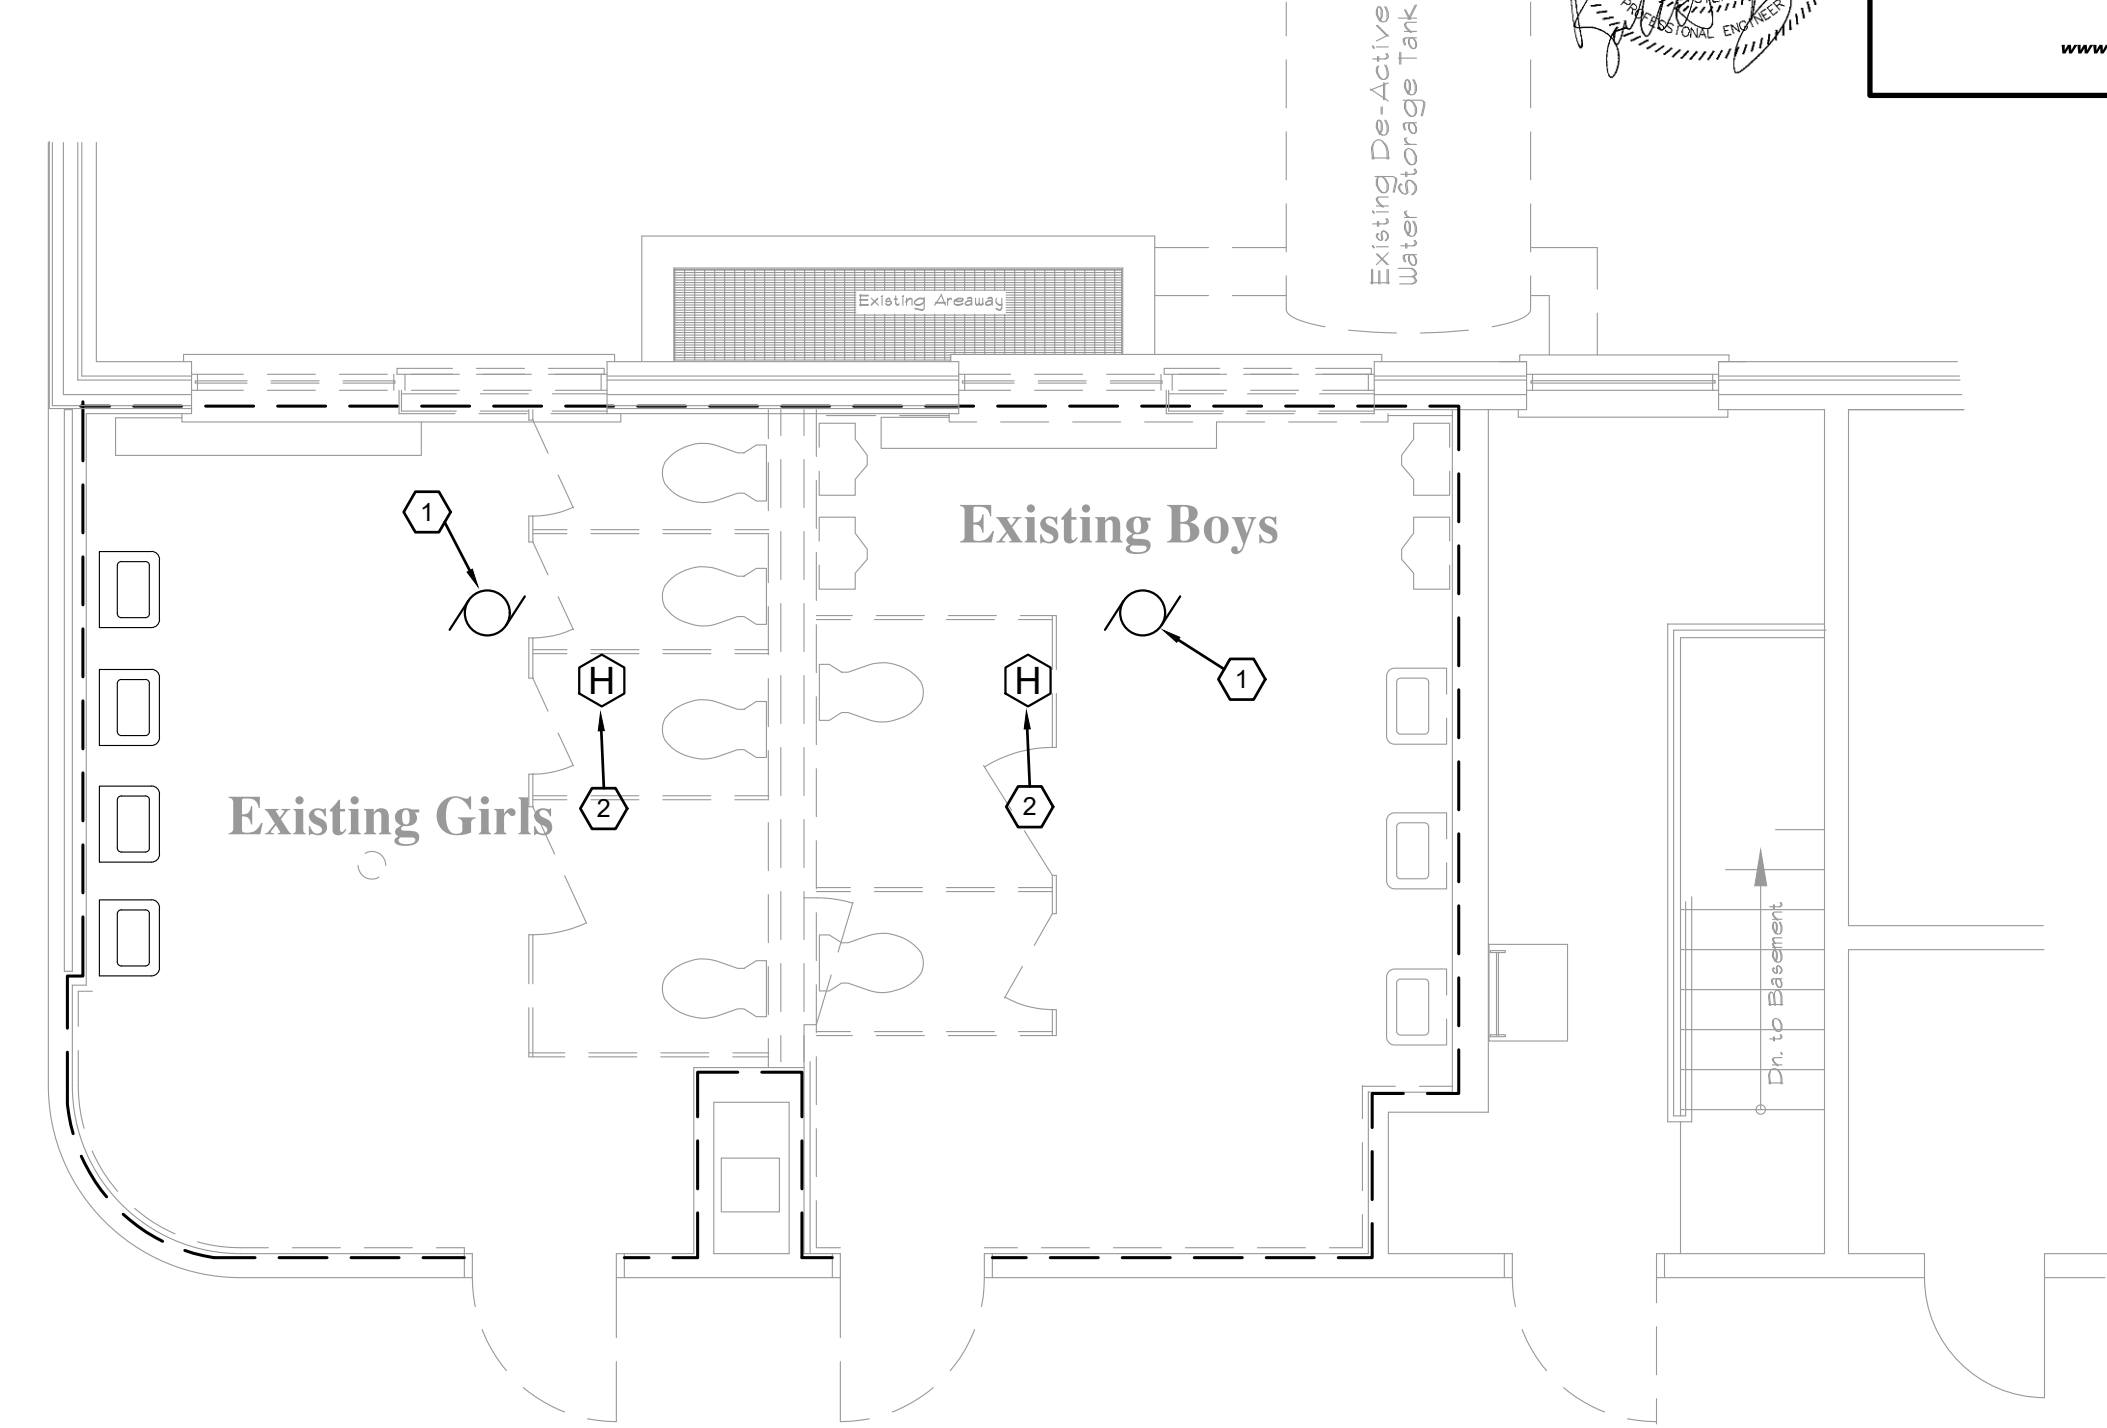 PROFESSIONAL ENGINEER
www
Existing De-Active
Water Storage Tank
Existing Areaway
1
Existing Boys
H
H
1
2
2
Existing Girls
Dn. to Basement